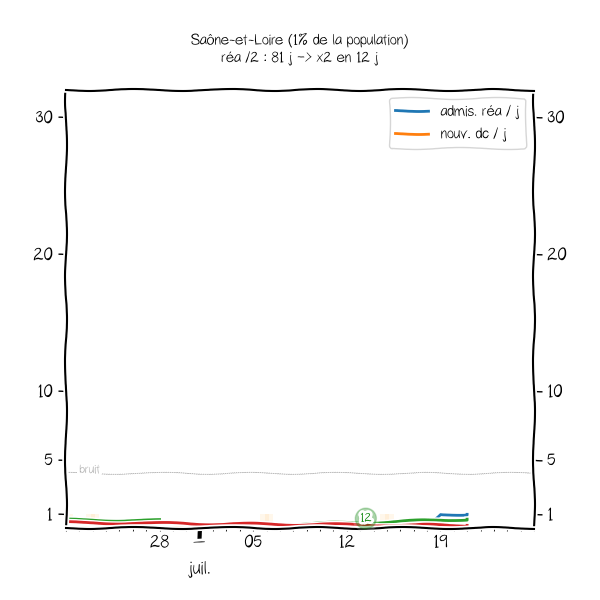 Saône-et-Loire (1% de la population)
réa /2 : 81 j -> x2 en 12 j
admis. réa / j
nouv. dc / j
30
30
20
20
10
10
5
5
bruit
1
12
1
28
05
12
19
juil.